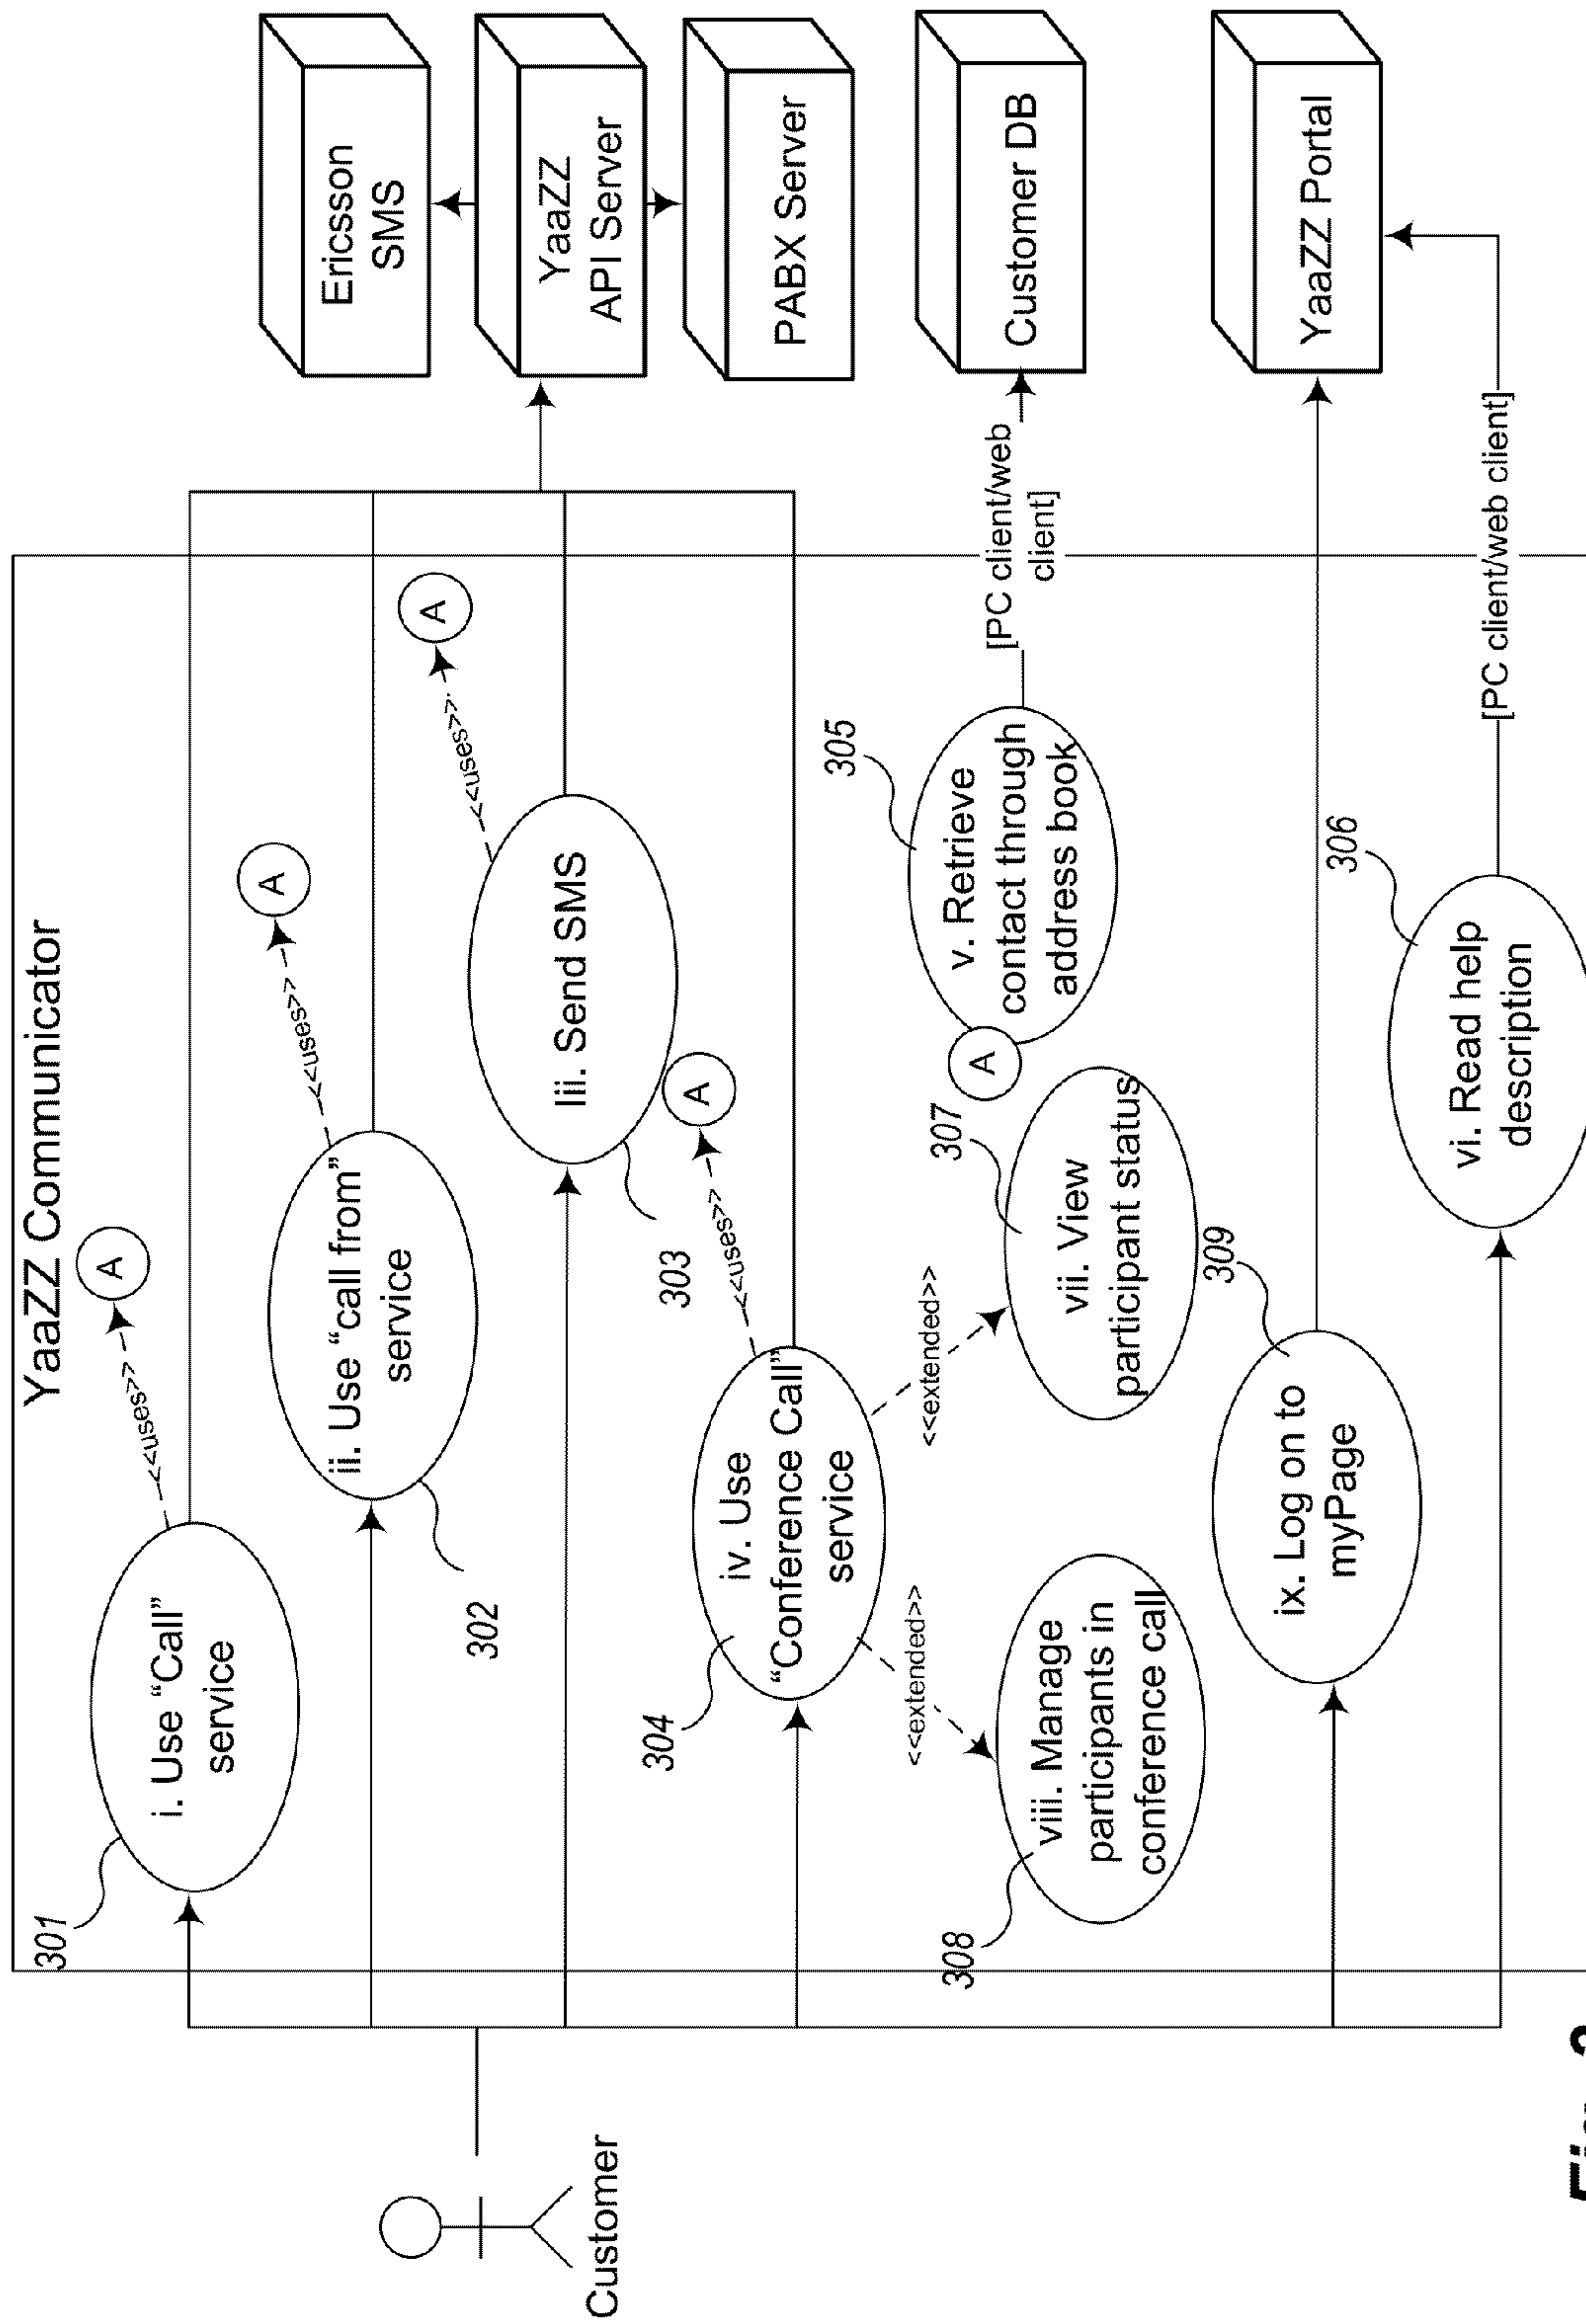 YaaZZ Communicator
301
i. Use “Call”
service
<<uses>>
A
302
ii. Use “call from”
service
<<uses>>
A
303
Iii. Send SMS
<<uses>>
A
304
iv. Use
“Conference Call”
service
<<uses>>
A
<<extended>>
<<extended>>
305
v. Retrieve
contact through
address book
A
[PC client/web
client]
307
vii. View
participant status
308
viii. Manage
participants in
conference call
309
ix. Log on to
myPage
306
vi. Read help
description
[PC client/web client]
Customer
Ericsson
SMS
YaaZZ
API Server
PABX Server
Customer DB
YaaZZ Portal